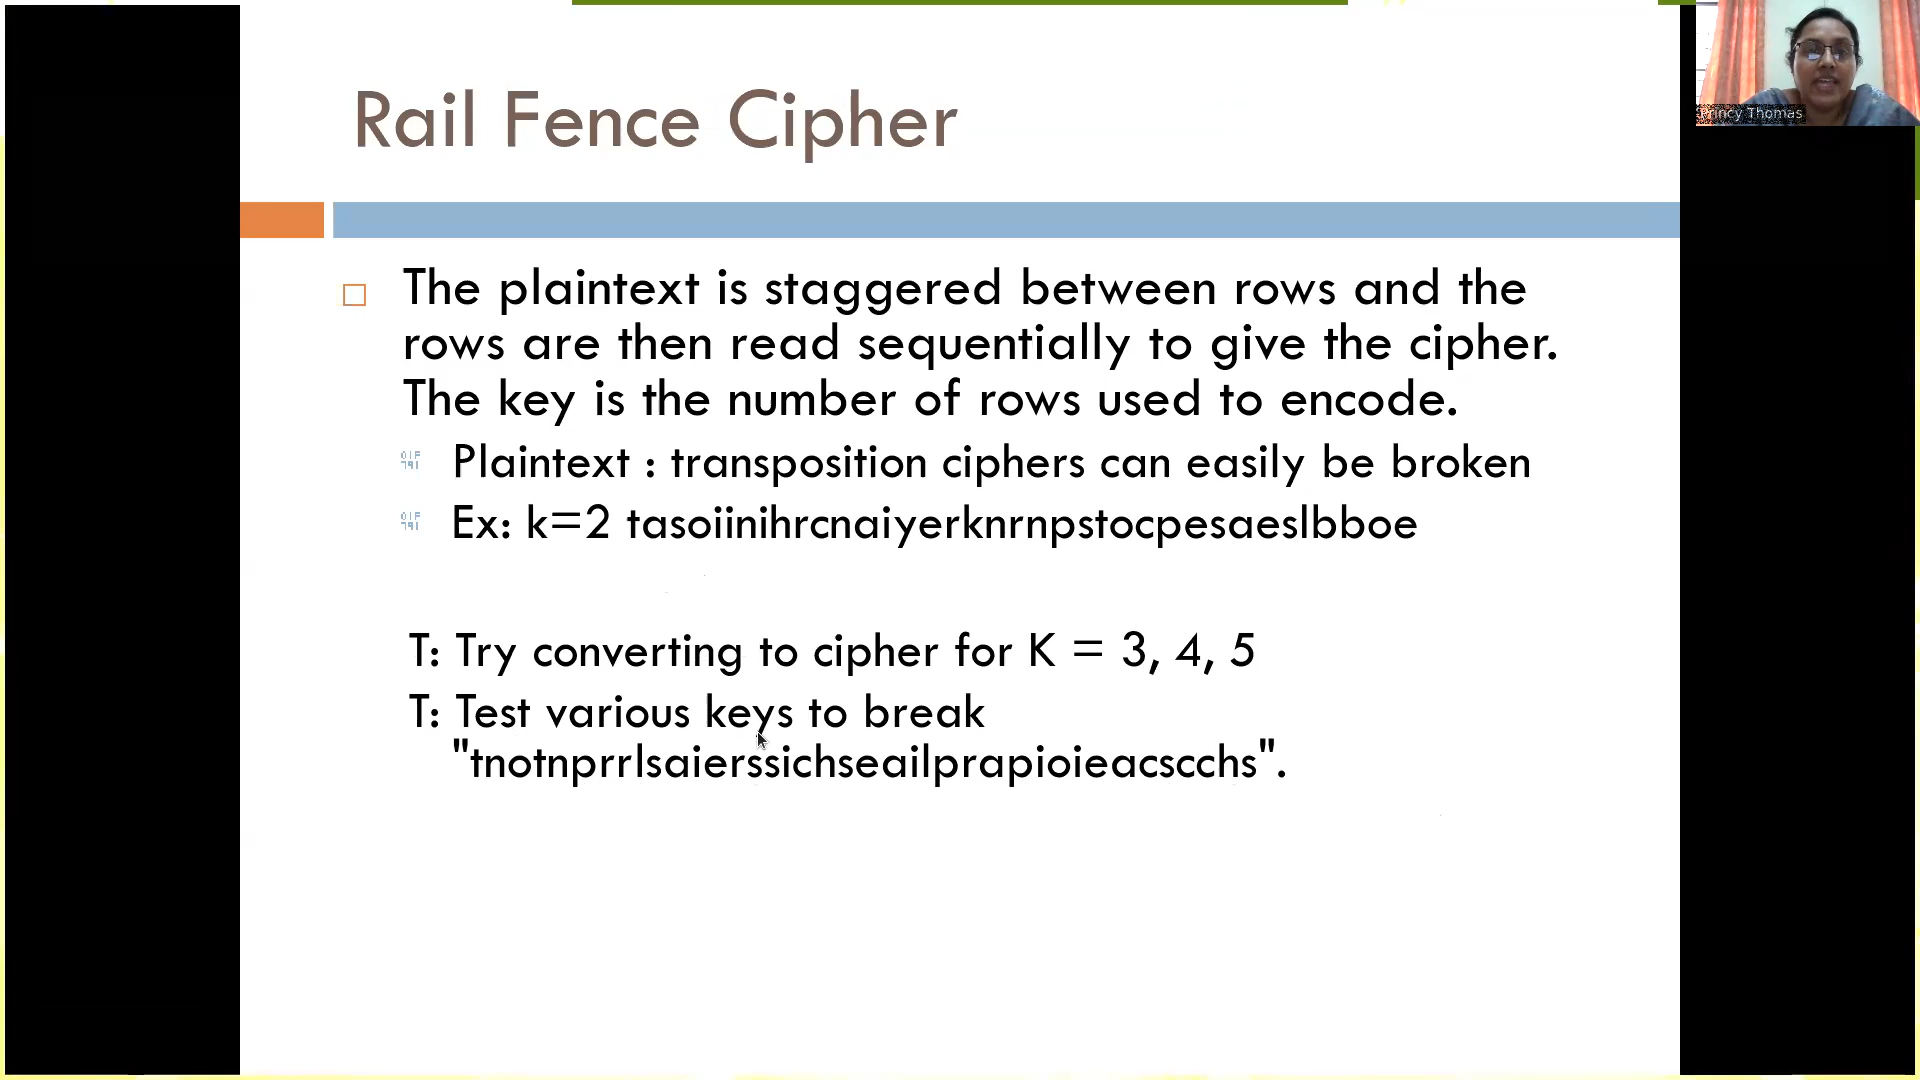 Rail Fence Cipher
Princy Thomas
The plaintext is staggered between rows and the
rows are then read sequentially to give the cipher.
The key is the number of rows used to encode.
Plaintext : transposition ciphers can easily be broken
Ex: k=2 tasoiinihrcnaiyerknrnpstocpesaeslbboe
T: Try converting to cipher for K = 3, 4, 5
T: Test various keys to break
"tnotnprrlsaierssichseailprapioieacscchs".